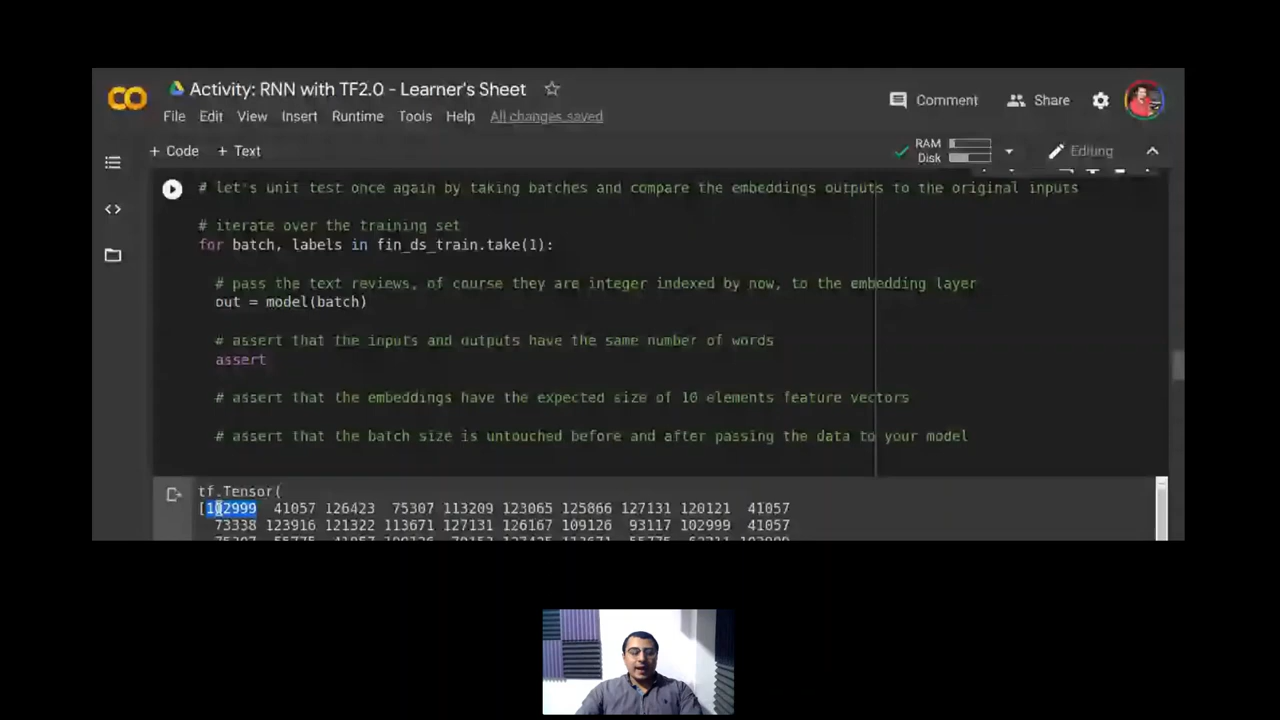 Activity: RNN with TF2.0 - Learner's Sheet
Comment
Share
File Edit View Insert Runtime Tools Help All changes saved
+ Code + Text
RAM
Disk
Editing
# let's unit test once again by taking batches and compare the embeddings outputs to the original inputs
# iterate over the training set
for batch, labels in fin_ds_train.take(1):
# pass the text reviews, of course they are integer indexed by now, to the embedding layer
out = model(batch)
# assert that the inputs and outputs have the same number of words
assert
# assert that the embeddings have the expected size of 10 elements feature vectors
# assert that the batch size is untouched before and after passing the data to your model
tf.Tensor(
[102999 41057 126423 75307 113209 123065 125866 127131 120121 41057
73338 123916 121322 113671 127131 126167 109126 93117 102999 41057